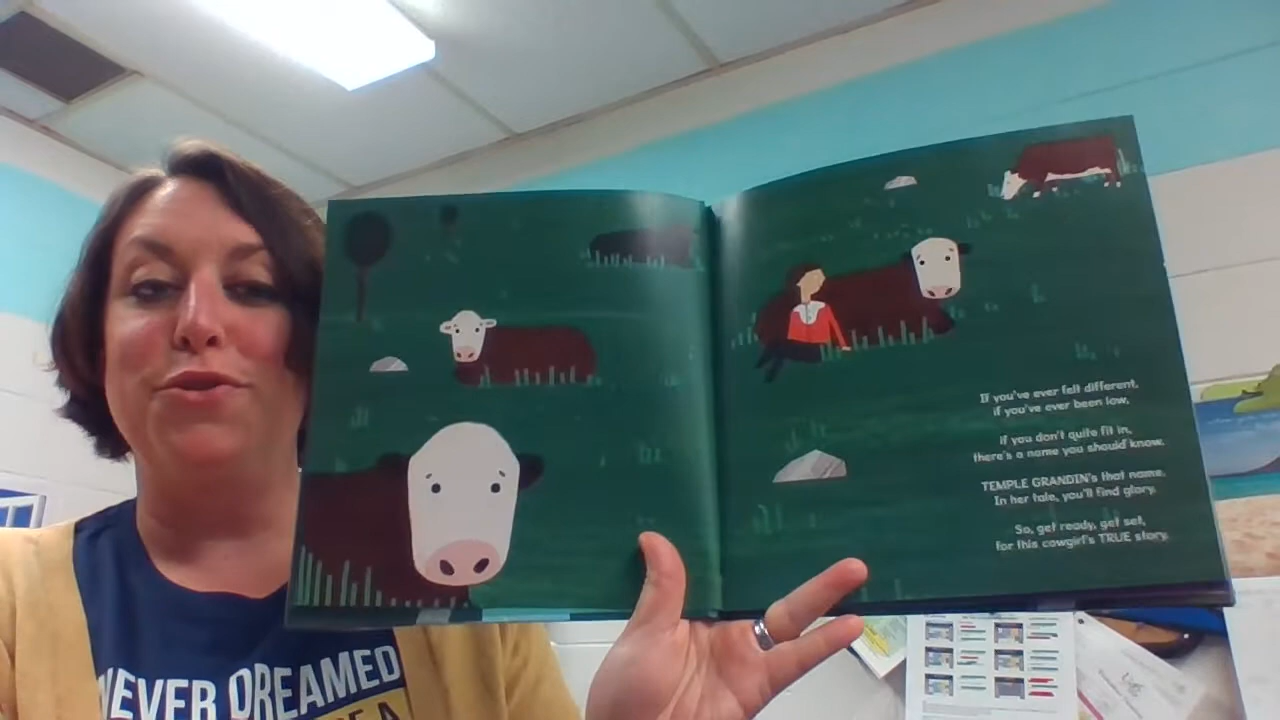 If you've ever felt different,
if you've ever been low,
if you don't quite fit in,
there's a name you should know.
TEMPLE GRANDIN's that name.
In her tale, you'll find glory.
So, get ready, get set,
for this cowgirl's TRUE story.
NEVER DREAMED
A